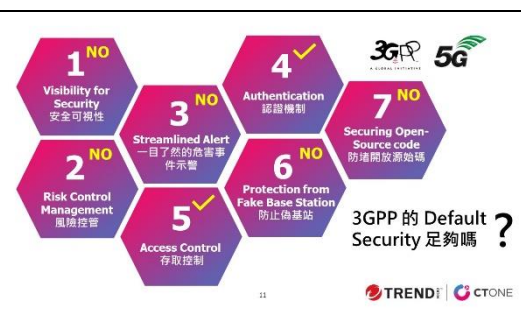 1 NO
Visibility for
Security
安全可視性
2 NO
Risk Control
Management
風險控管
3 NO
Streamlined Alert
一目了然的危害事
件示警
4 ✓
Authentication
認證機制
5 ✓
Access Control
存取控制
6 NO
Protection from
Fake Base Station
防止偽基站
7 NO
Securing Open-
Source code
防堵開放源始碼
3GPP
A GLOBAL INITIATIVE
5G
3GPP 的 Default
Security 足夠嗎 ?
11
TREND MICRO
CTONE